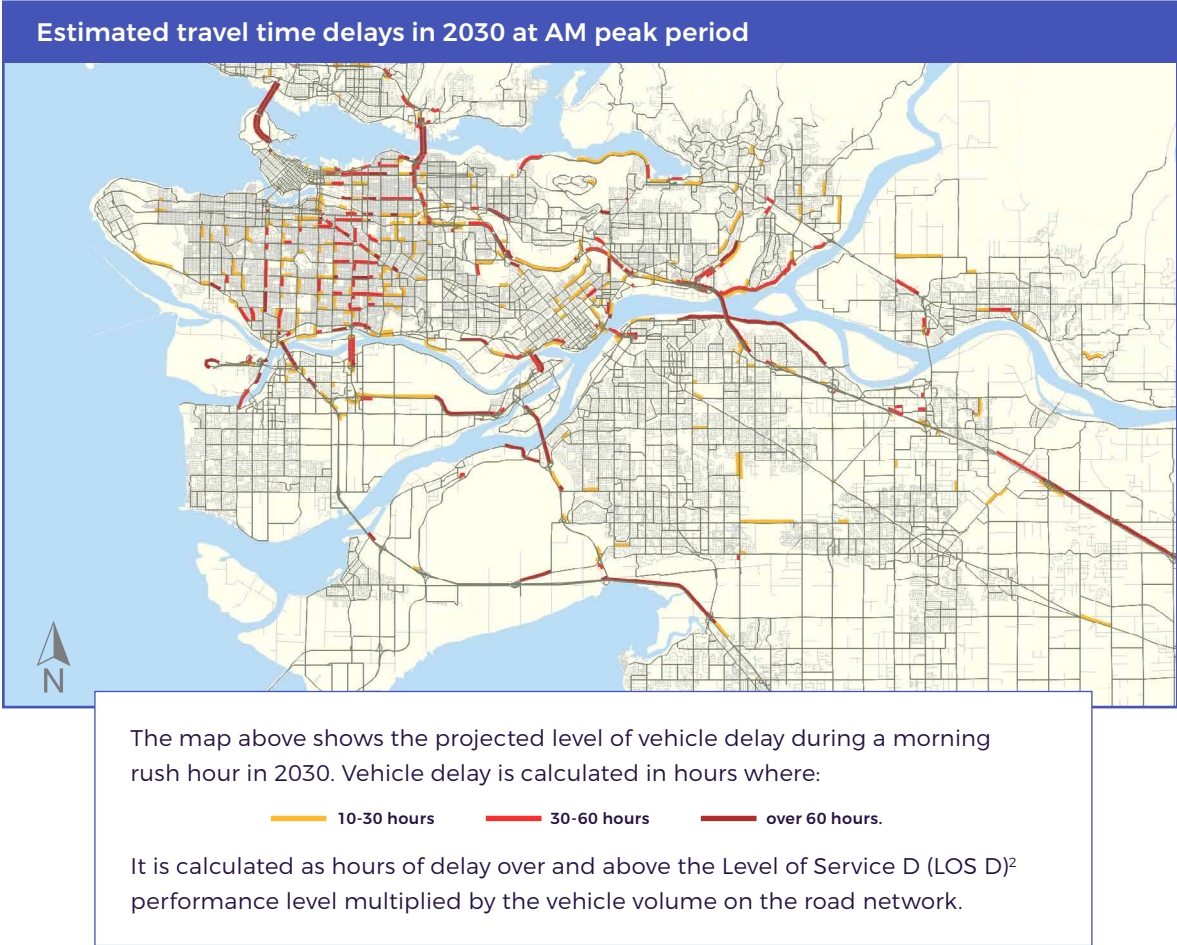 Estimated travel time delays in 2030 at AM peak period
N
The map above shows the projected level of vehicle delay during a morning
rush hour in 2030. Vehicle delay is calculated in hours where:
10-30 hours 30-60 hours over 60 hours.
It is calculated as hours of delay over and above the Level of Service D (LOS D)²
performance level multiplied by the vehicle volume on the road network.